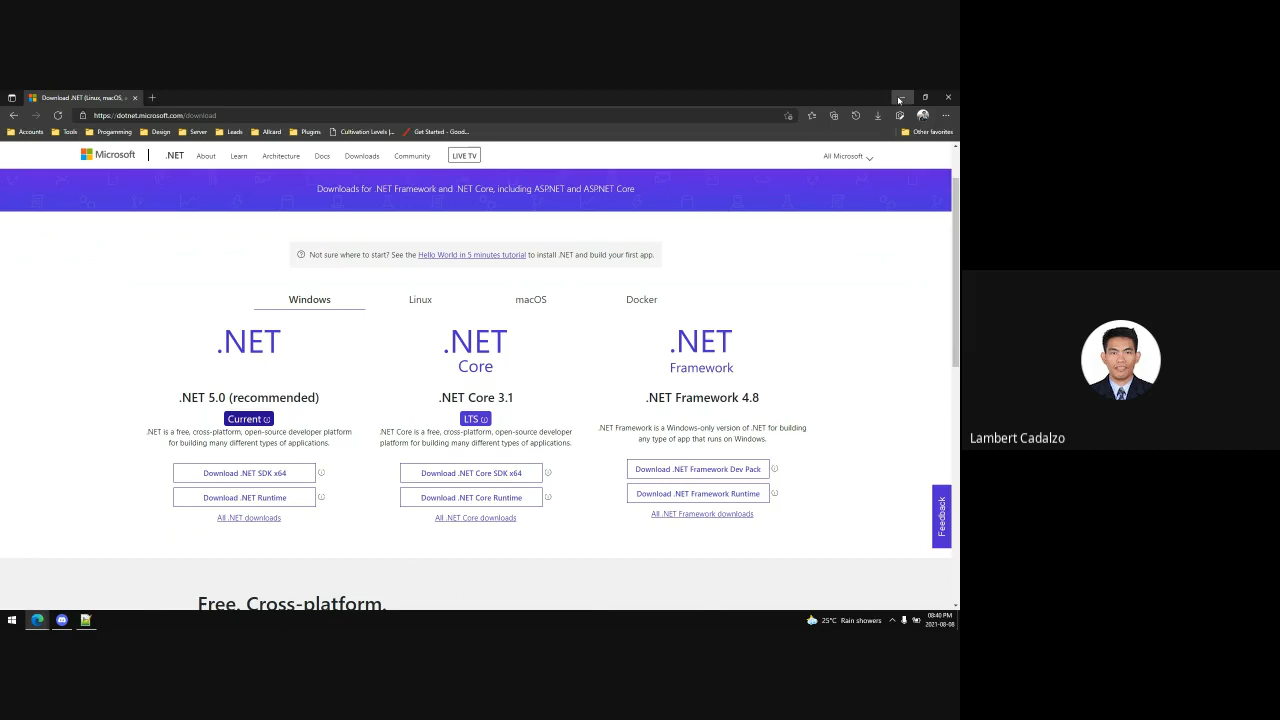 Download .NET (Linux, macOS,
https://dotnet.microsoft.com/download
Accounts Tools Progamming Design Server Leads Allcard Plugins Cultivation Levels |... Get Started - Good... Other favorites
Microsoft .NET About Learn Architecture Docs Downloads Community LIVE TV All Microsoft
Downloads for .NET Framework and .NET Core, including ASP.NET and ASP.NET Core
Not sure where to start? See the Hello World in 5 minutes tutorial to install .NET and build your first app.
Windows Linux macOS Docker
.NET
.NET 5.0 (recommended)
Current
.NET is a free, cross-platform, open-source developer platform
for building many different types of applications.
Download .NET SDK x64
Download .NET Runtime
All .NET downloads
.NET
Core
.NET Core 3.1
LTS
.NET Core is a free, cross-platform, open-source developer
platform for building many different types of applications.
Download .NET Core SDK x64
Download .NET Core Runtime
All .NET Core downloads
.NET
Framework
.NET Framework 4.8
.NET Framework is a Windows-only version of .NET for building
any type of app that runs on Windows.
Download .NET Framework Dev Pack
Download .NET Framework Runtime
All .NET Framework downloads
Feedback
Free. Cross-platform.
25°C Rain showers
08:40 PM
2021-08-08
Lambert Cadalzo